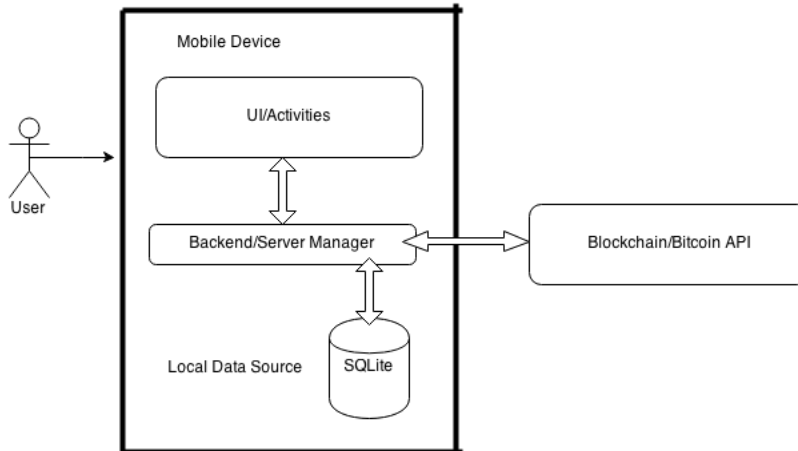 Mobile Device
UI/Activities
User
Backend/Server Manager
Blockchain/Bitcoin API
Local Data Source
SQLite